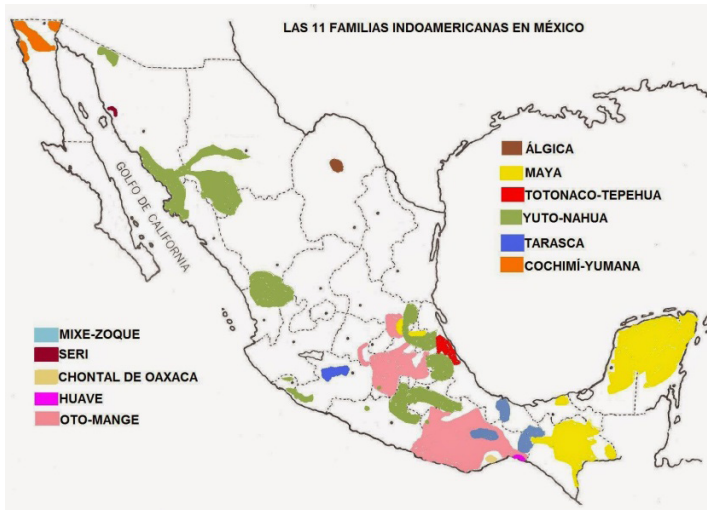 LAS 11 FAMILIAS INDOAMERICANAS EN MÉXICO
ÁLGICA
MAYA
TOTONACO-TEPEHUA
YUTO-NAHUA
TARASCA
COCHIMÍ-YUMANA
GOLFO DE CALIFORNIA
MIXE-ZOQUE
SERI
CHONTAL DE OAXACA
HUAVE
OTO-MANGE